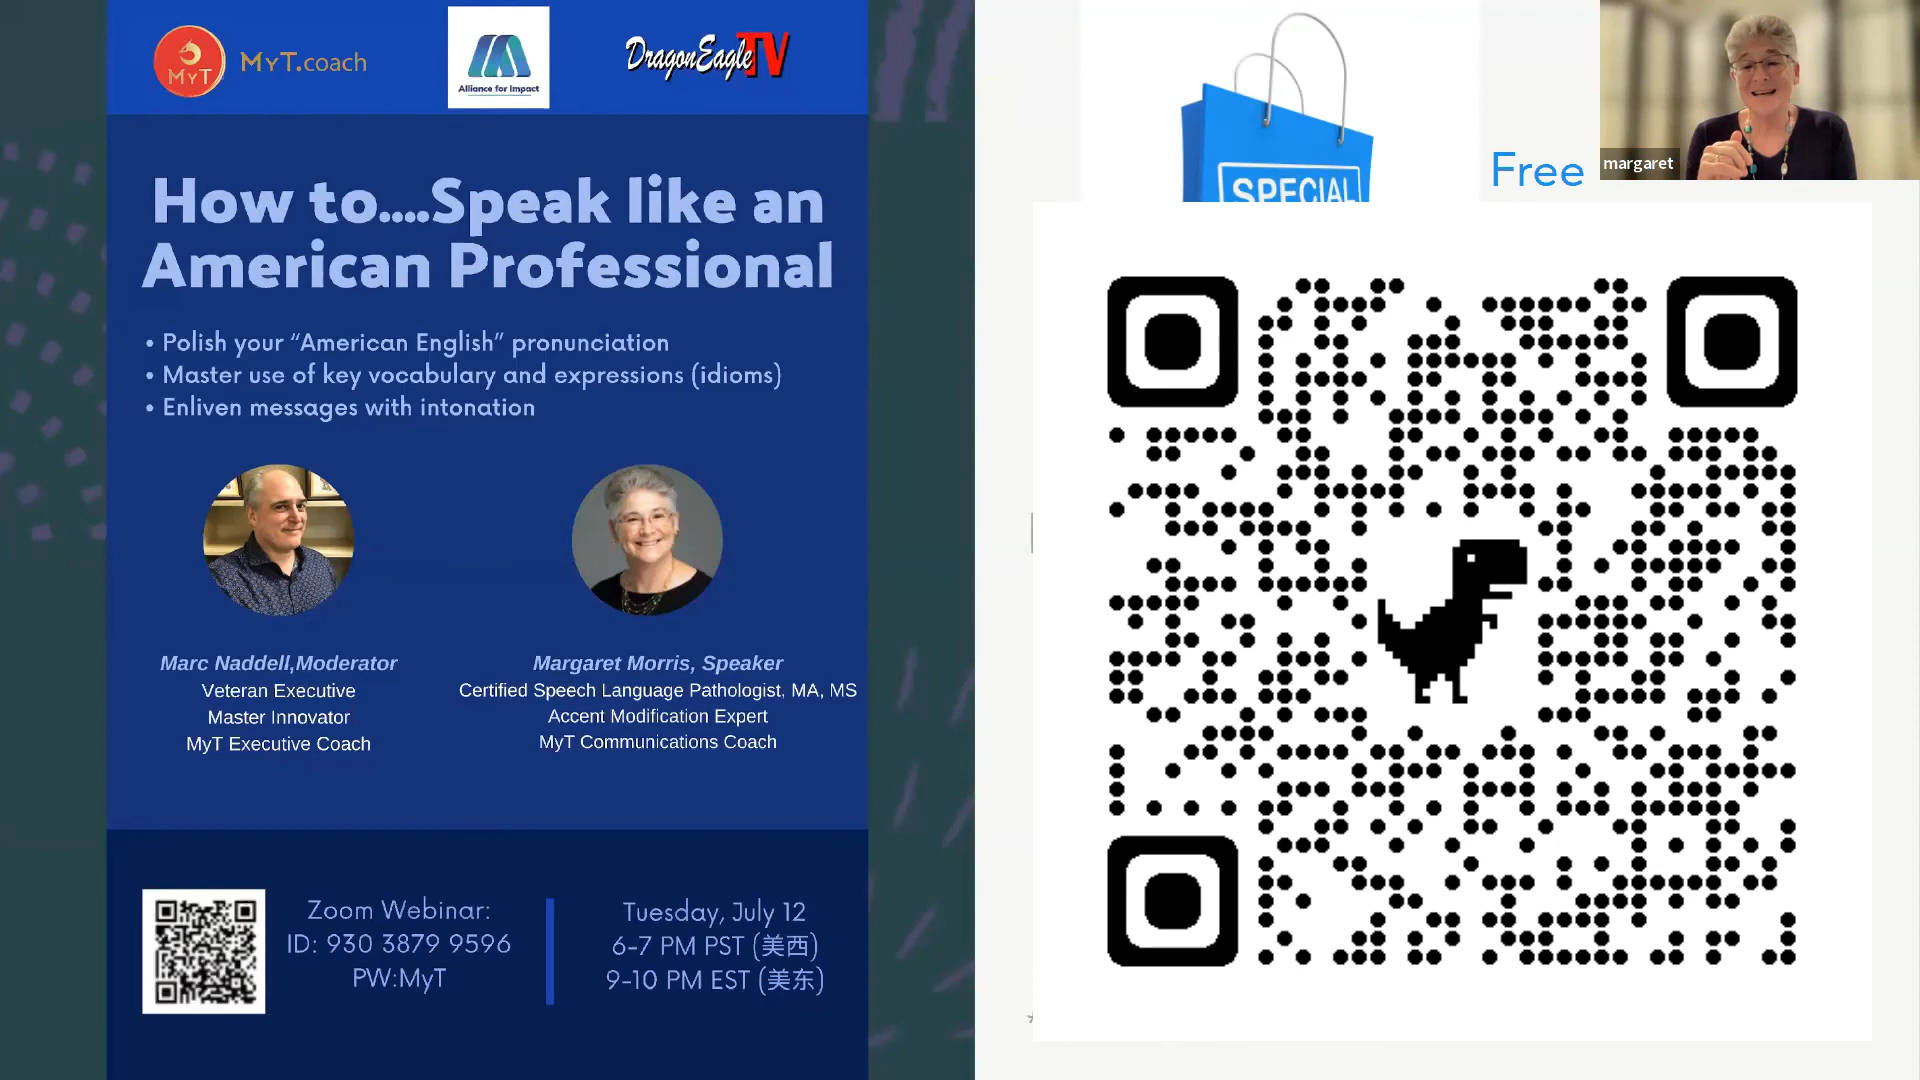 MyT
MyT.coach
Alliance for Impact
DragonEagleTV
How to....Speak like an
American Professional
• Polish your “American English” pronunciation
• Master use of key vocabulary and expressions (idioms)
• Enliven messages with intonation
Marc Naddell,Moderator
Veteran Executive
Master Innovator
MyT Executive Coach
Margaret Morris, Speaker
Certified Speech Language Pathologist, MA, MS
Accent Modification Expert
MyT Communications Coach
Zoom Webinar:
ID: 930 3879 9596
PW:MyT
Tuesday, July 12
6-7 PM PST (美西)
9-10 PM EST (美东)
SPECIAL
Free
margaret
*